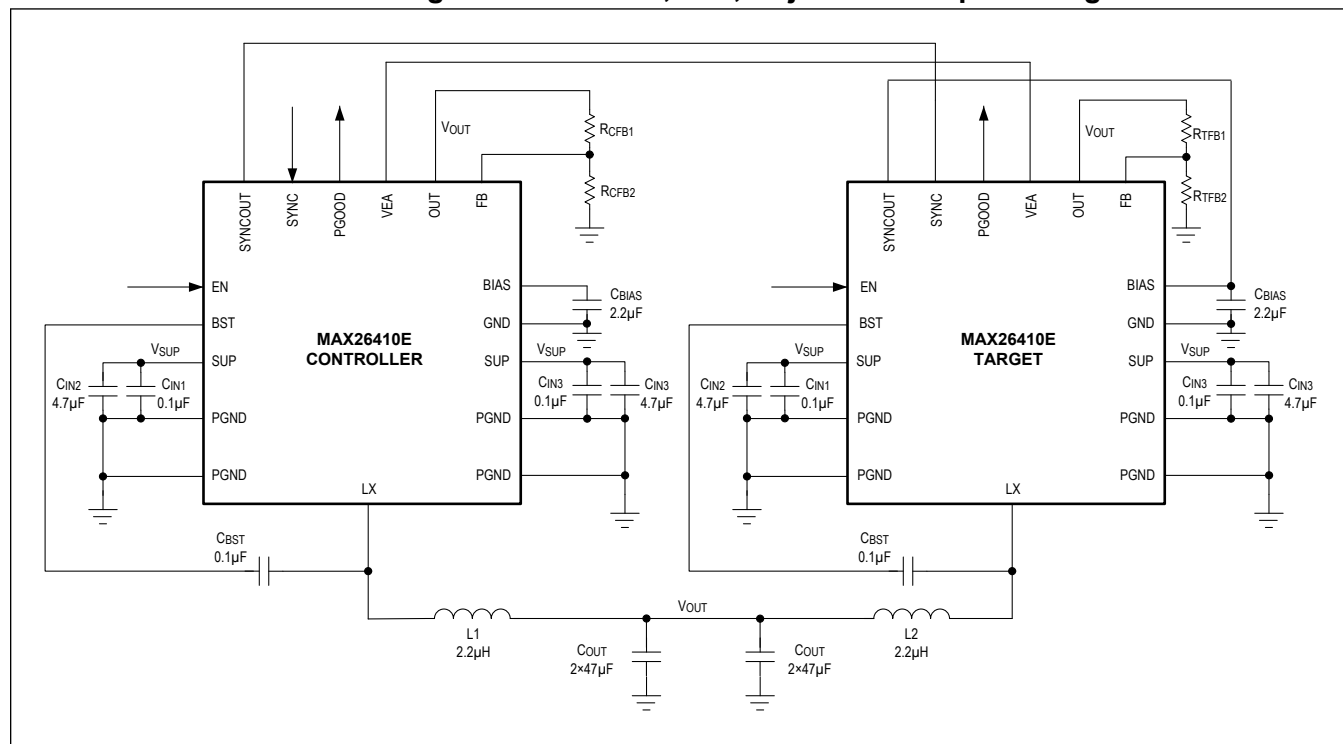 VOUT
RCFB1
RCFB2
VOUT
RTFB1
RTFB2
SYNCOUT
SYNC
PGOOD
VEA
OUT
FB
SYNCOUT
SYNC
PGOOD
VEA
OUT
FB
EN
BST
SUP
PGND
PGND
VSUP
CIN2
4.7µF
CIN1
0.1µF
MAX26410E
CONTROLLER
BIAS
GND
SUP
PGND
PGND
CBIAS
2.2µF
VSUP
CIN3
0.1µF
CIN3
4.7µF
LX
EN
BST
SUP
PGND
PGND
VSUP
CIN2
4.7µF
CIN1
0.1µF
MAX26410E
TARGET
BIAS
GND
SUP
PGND
PGND
CBIAS
2.2µF
VSUP
CIN3
0.1µF
CIN3
4.7µF
LX
CBST
0.1µF
CBST
0.1µF
L1
2.2µH
VOUT
L2
2.2µH
COUT
2×47µF
COUT
2×47µF